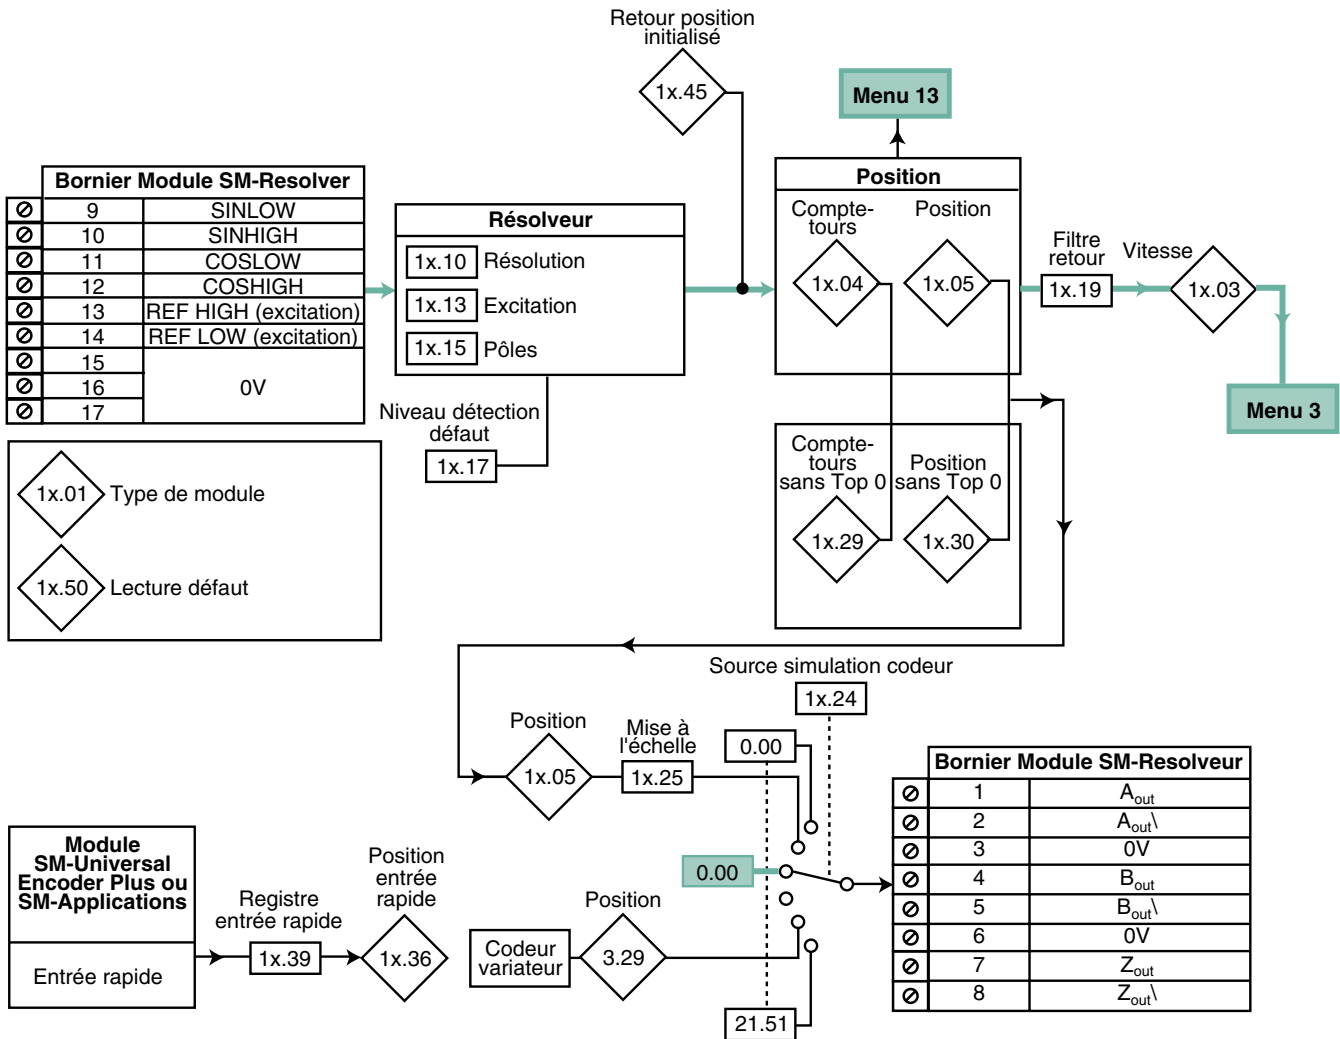 Retour position
initialisé
1x.45
Menu 13
Bornier Module SM-Resolver
9 SINLOW
10 SINHIGH
11 COSLOW
12 COSHIGH
13 REF HIGH (excitation)
14 REF LOW (excitation)
15
16 0V
17
Résolveur
1x.10 Résolution
1x.13 Excitation
1x.15 Pôles
Niveau détection
défaut
1x.17
Position
Compte-
tours
1x.04
Position
1x.05
Filtre
retour
1x.19
Vitesse
1x.03
Menu 3
Compte-
tours
sans Top 0
1x.29
Position
sans Top 0
1x.30
1x.01 Type de module
1x.50 Lecture défaut
Source simulation codeur
1x.24
Position
1x.05
Mise à
l'échelle
1x.25
0.00
0.00
Module
SM-Universal
Encoder Plus ou
SM-Applications
Entrée rapide
Registre
entrée rapide
1x.39
Position
entrée
rapide
1x.36
Codeur
variateur
Position
3.29
21.51
Bornier Module SM-Resolveur
1 Aout
2 Aout\
3 0V
4 Bout
5 Bout\
6 0V
7 Zout
8 Zout\